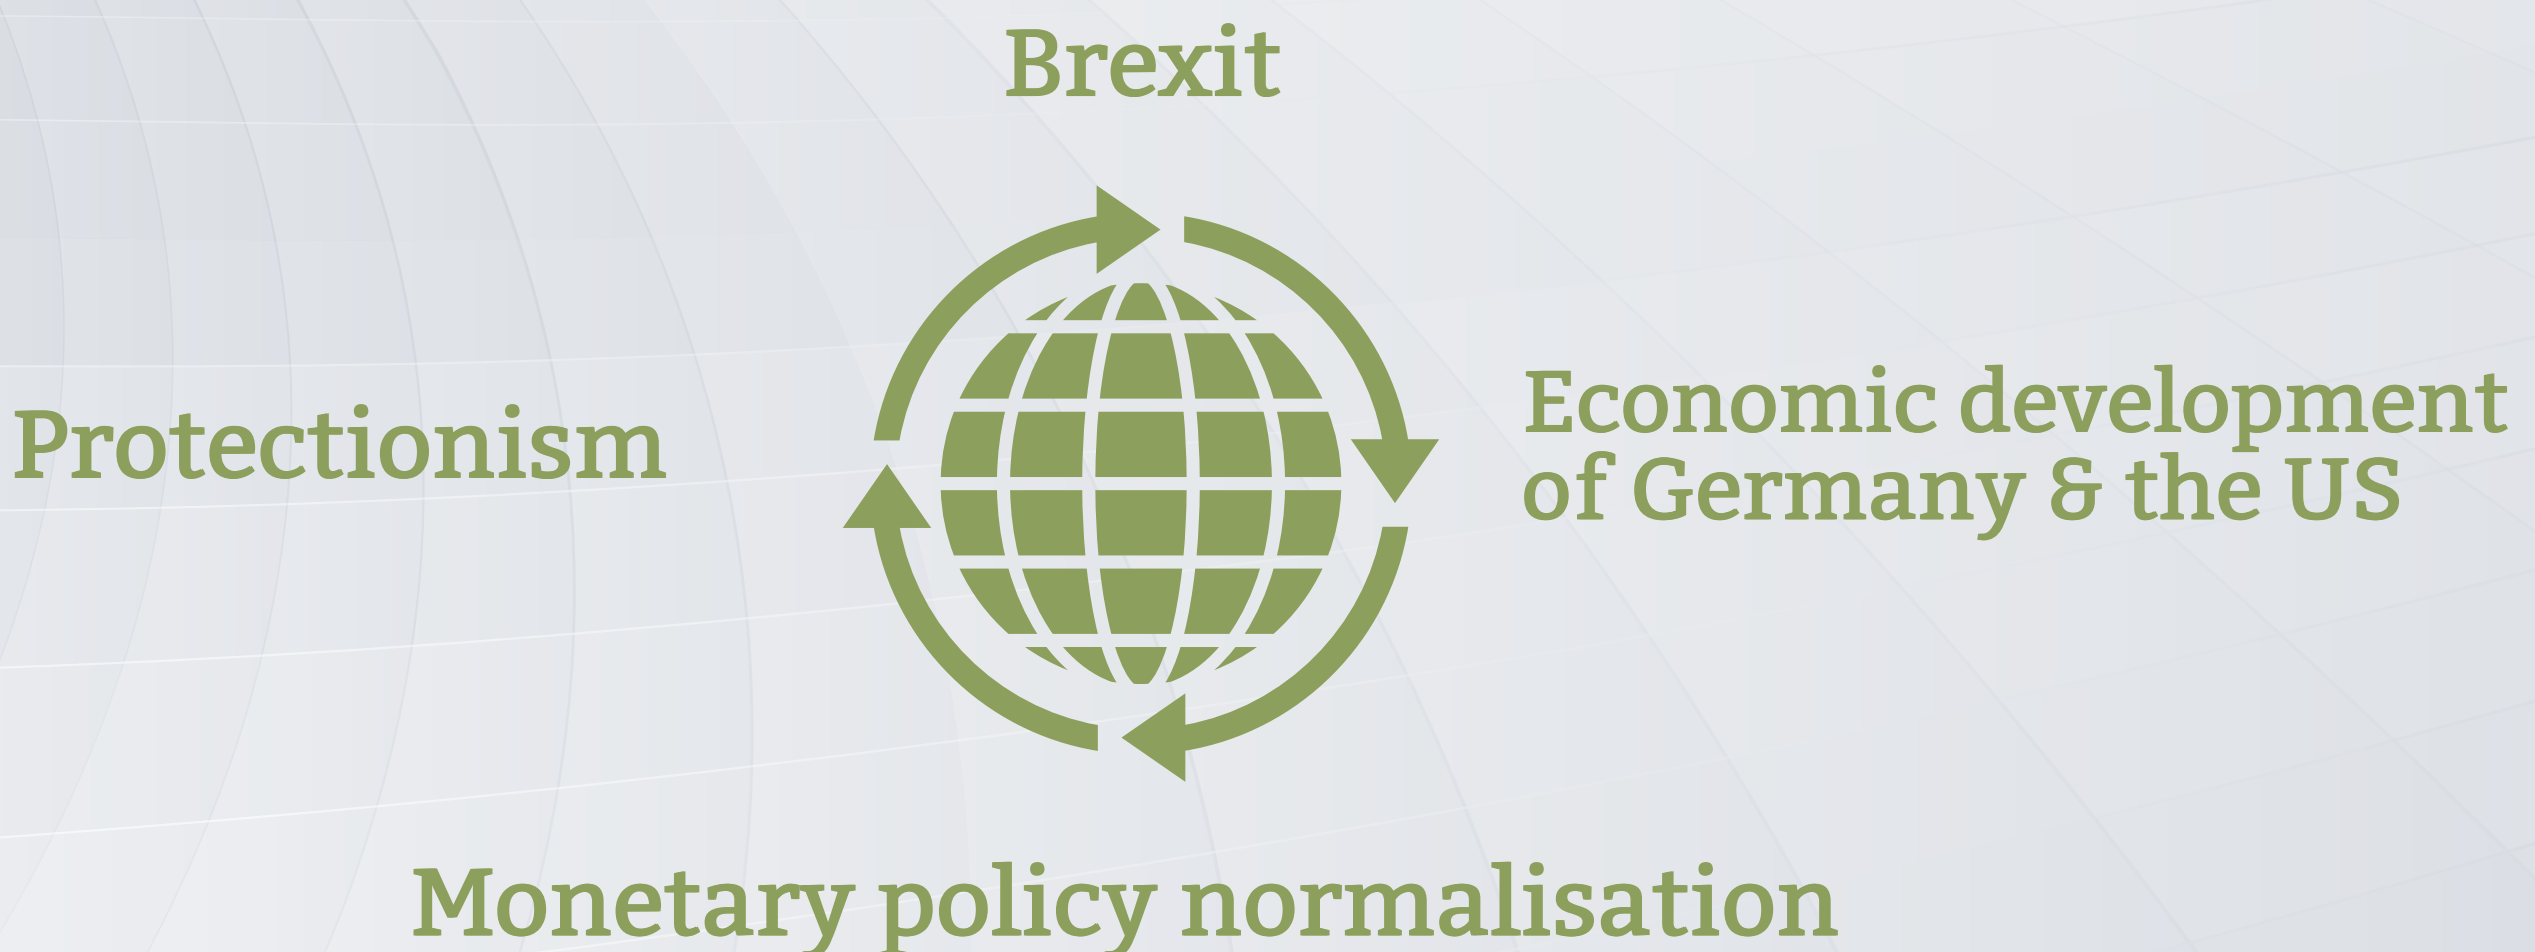 Brexit
Protectionism
Economic development
of Germany & the US
Monetary policy normalisation